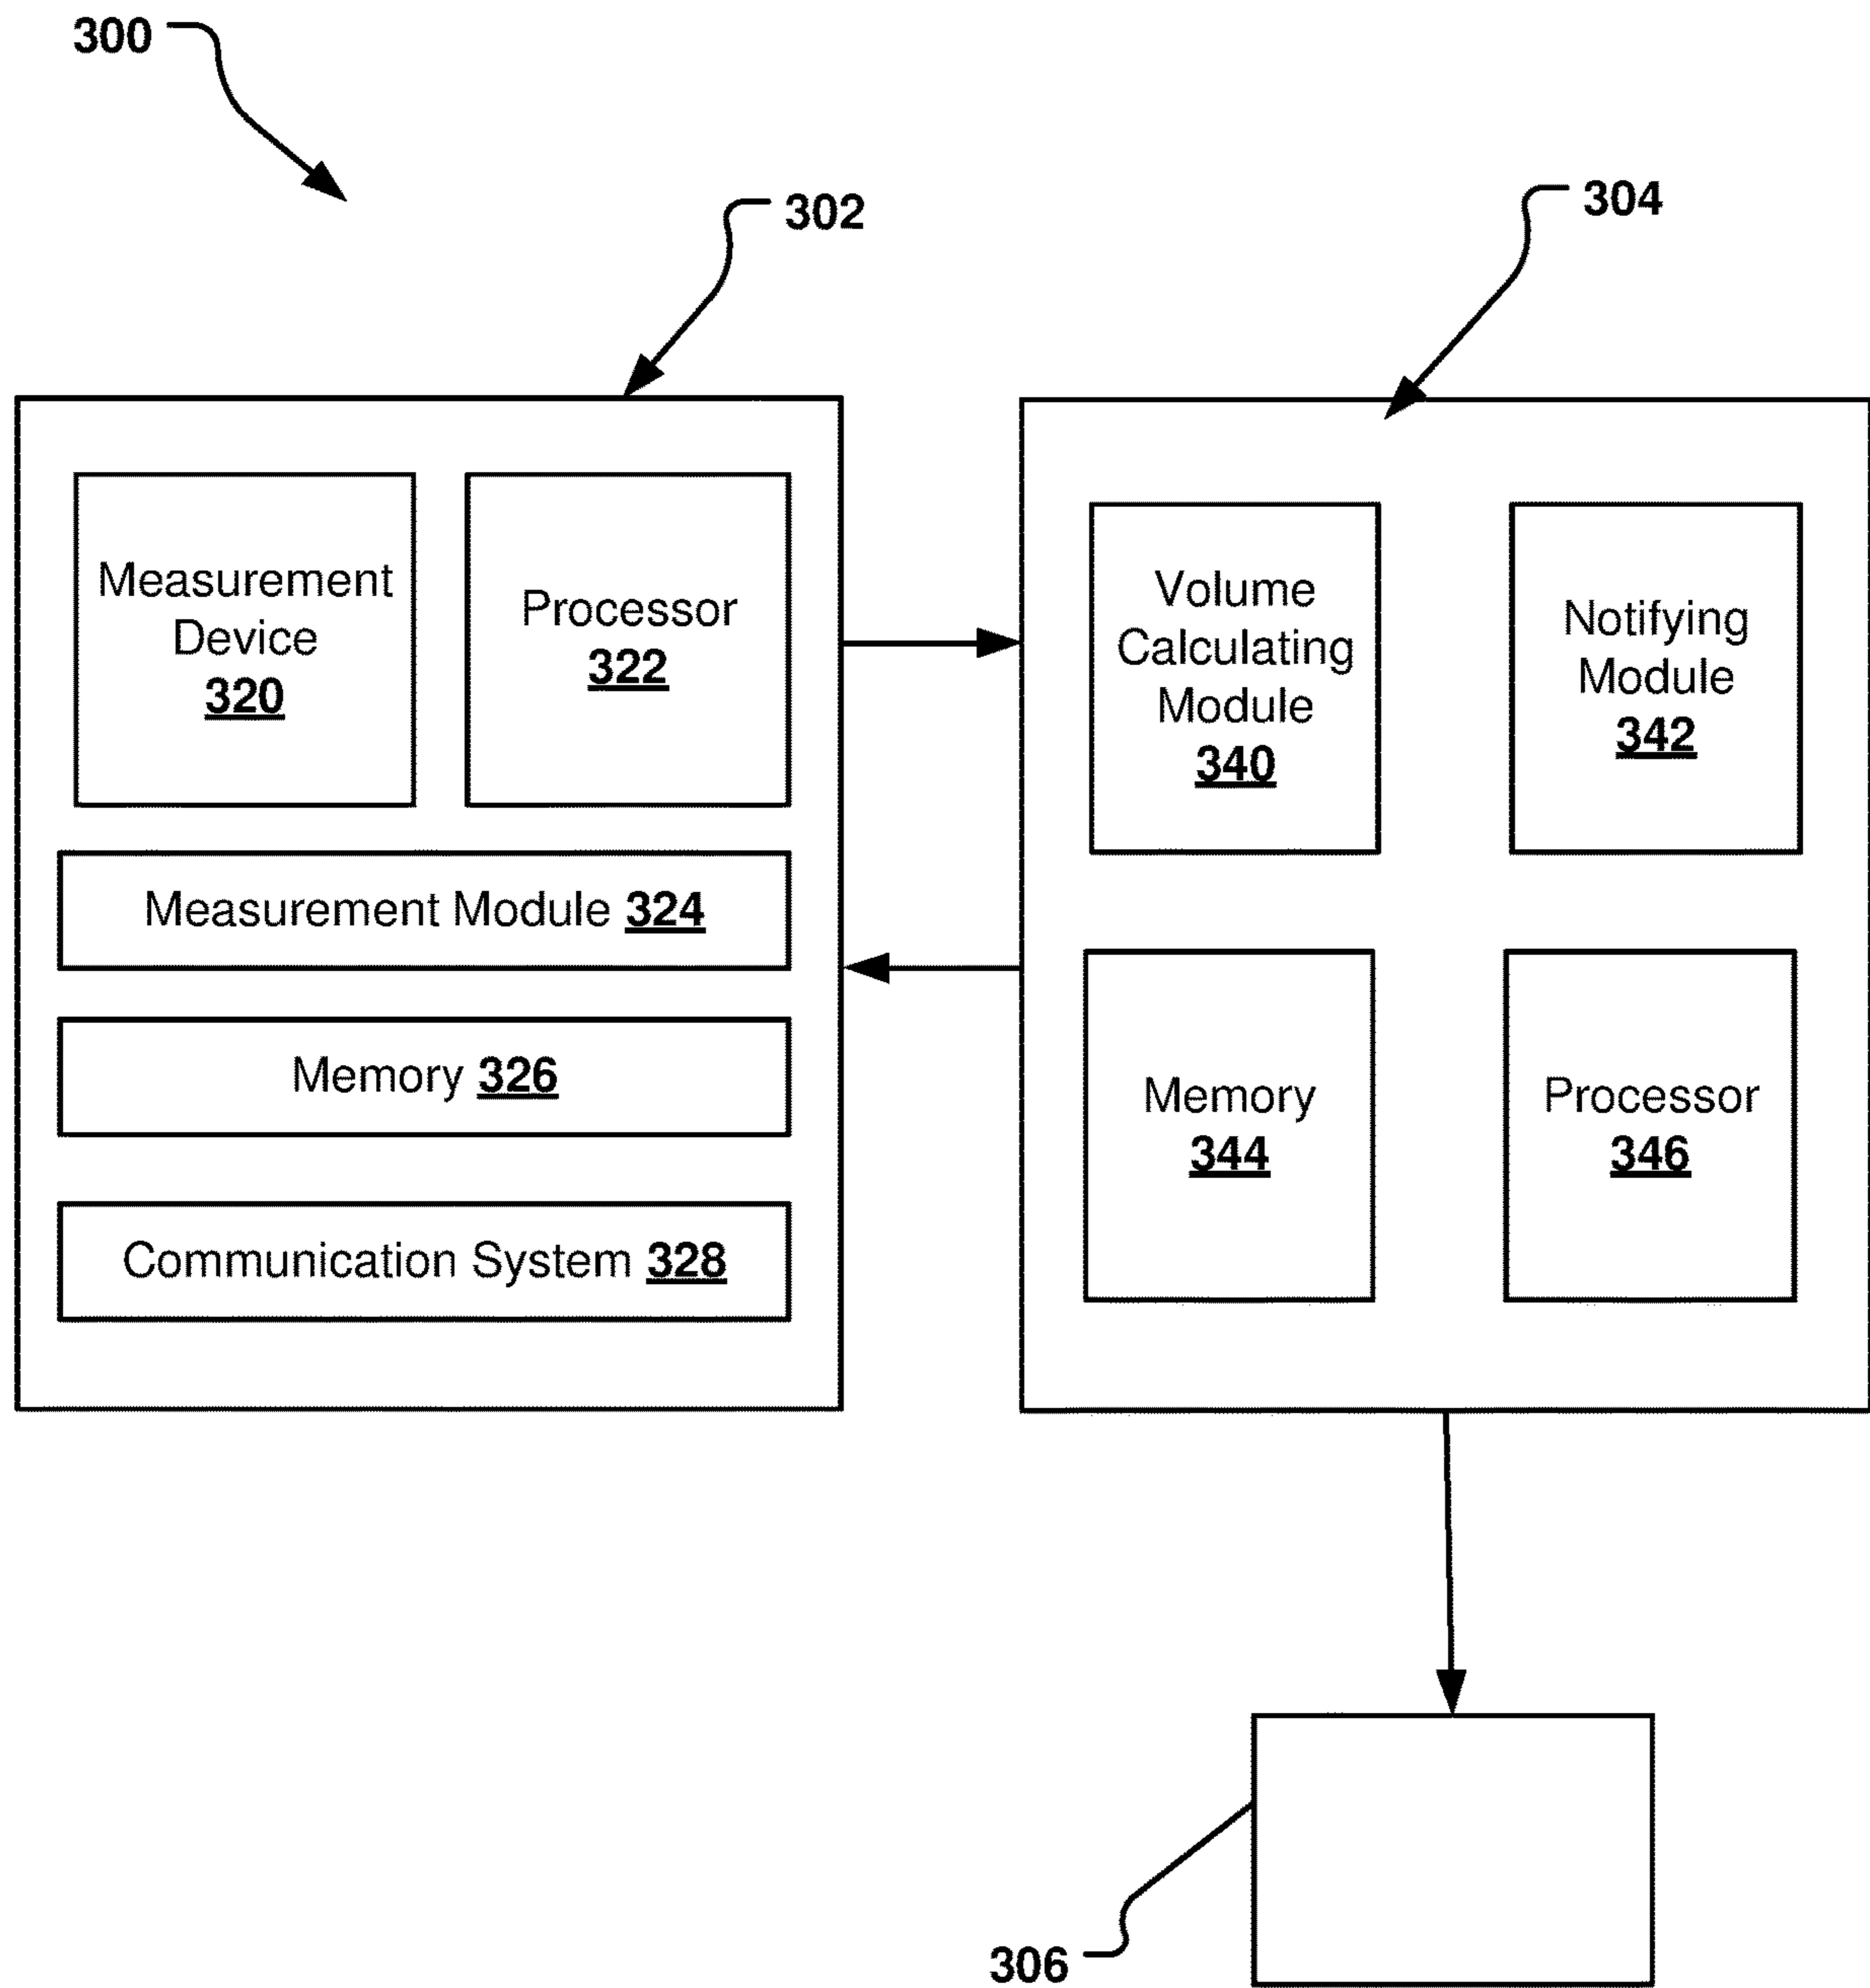 300
302
304
Measurement
Device
320
Processor
322
Measurement Module 324
Memory 326
Communication System 328
Volume
Calculating
Module
340
Notifying
Module
342
Memory
344
Processor
346
306